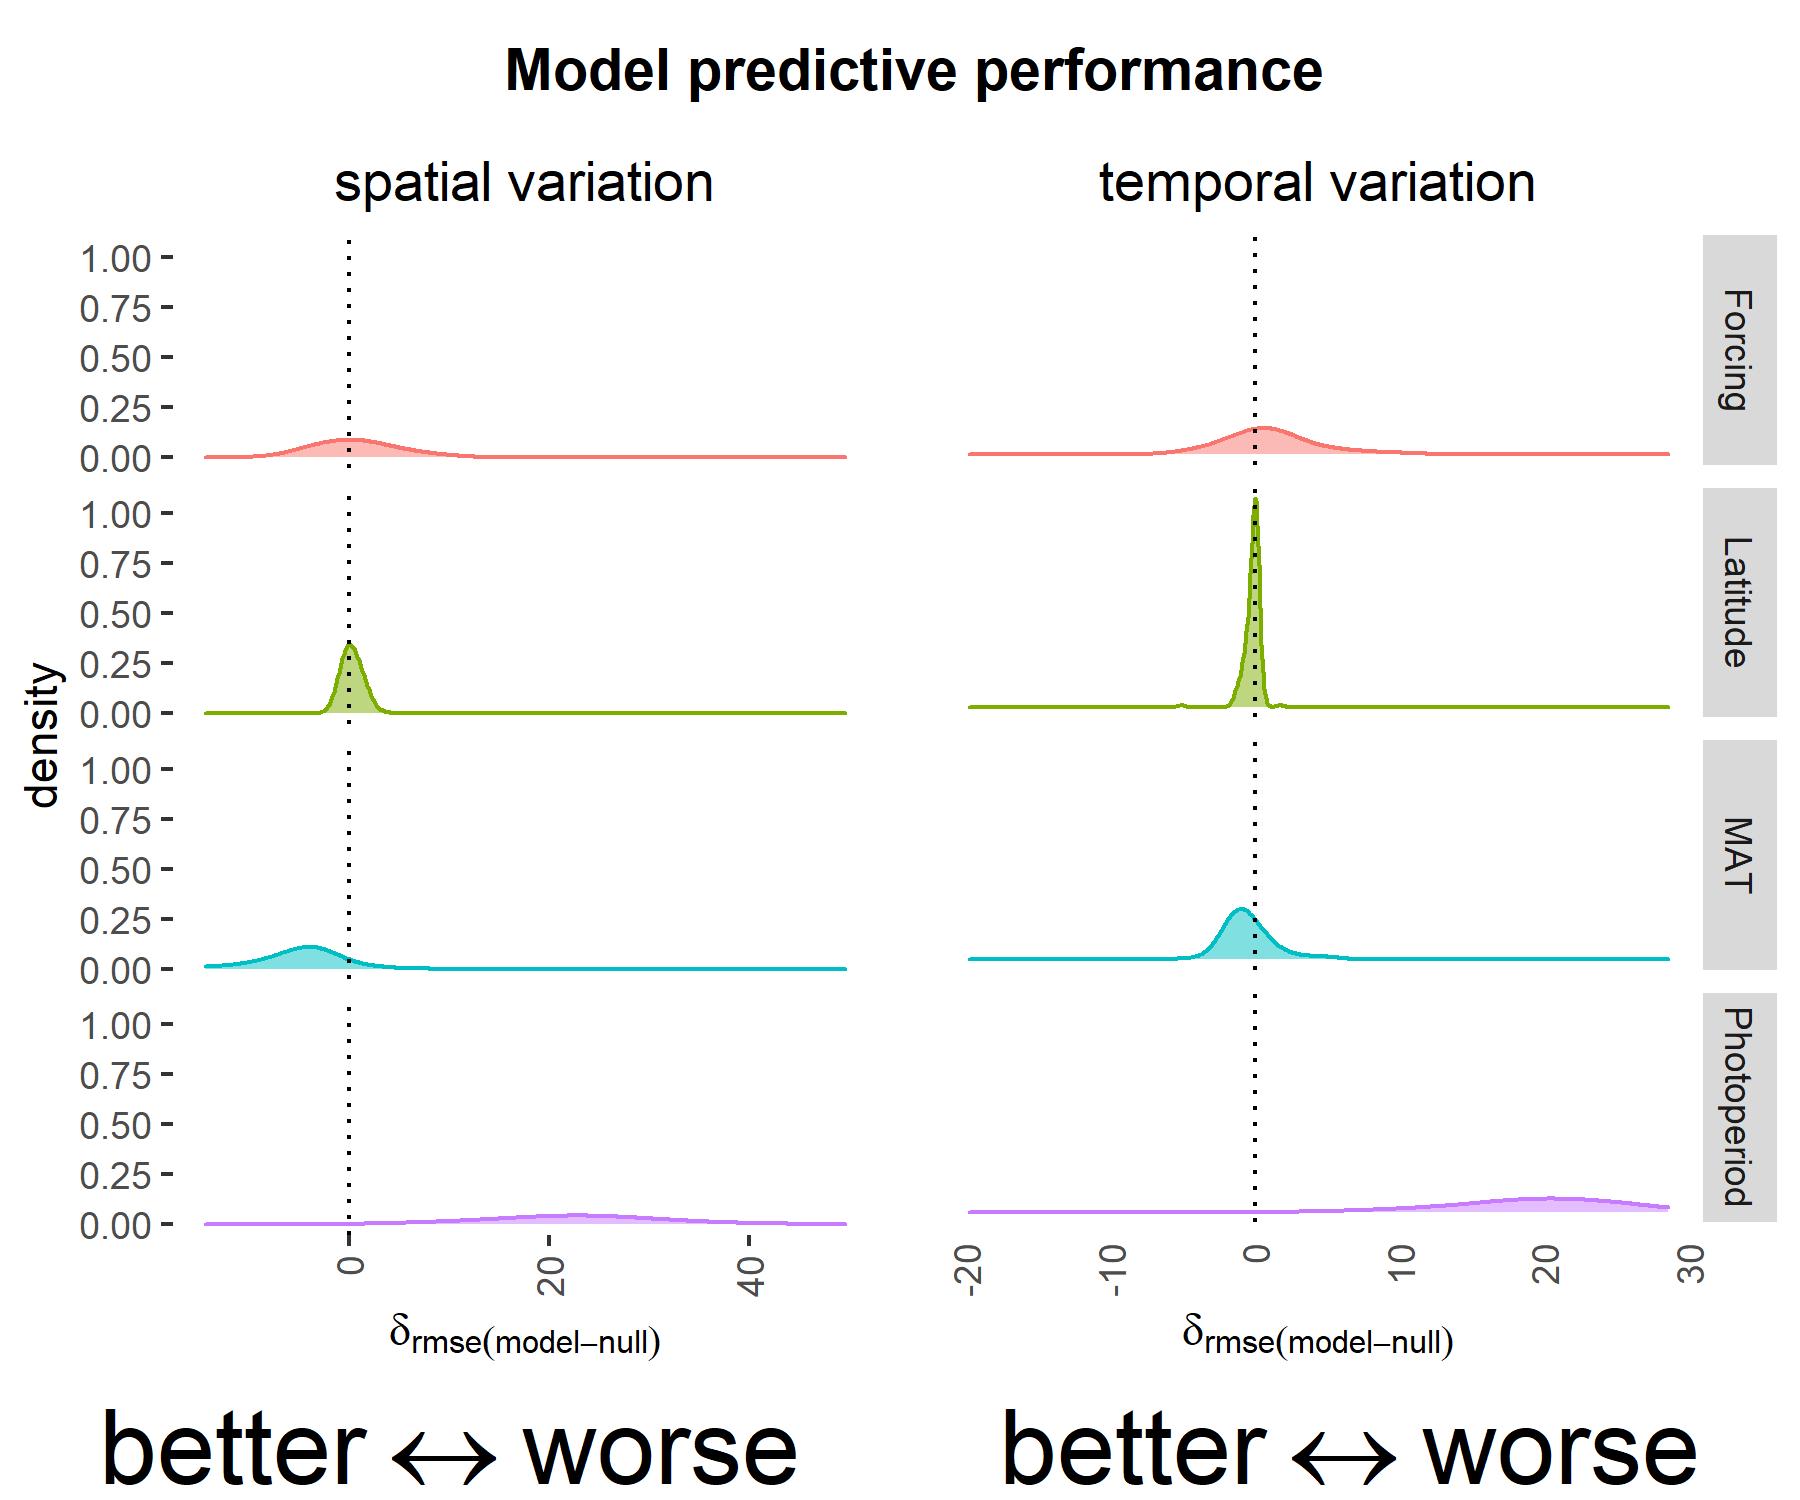 Model predictive performance
spatial variation
temporal variation
density
1.00
0.75
0.50
0.25
0.00
Forcing
1.00
0.75
0.50
0.25
0.00
Latitude
1.00
0.75
0.50
0.25
0.00
MAT
1.00
0.75
0.50
0.25
0.00
Photoperiod
0 20 40
-20 -10 0 10 20 30
δrmse(model−null)
δrmse(model−null)
better ↔ worse
better ↔ worse